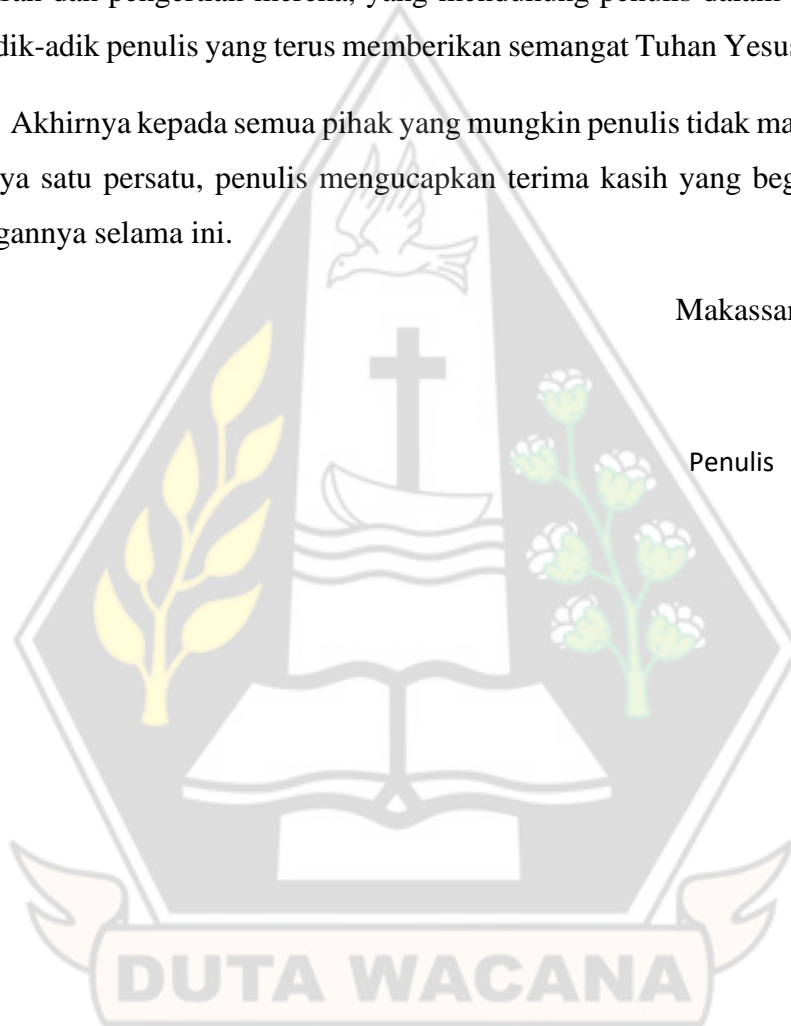 dan pengertian mereka, yang mendukung penulis dalam
dik-adik penulis yang terus memberikan semangat Tuhan Yesus
Akhirnya kepada semua pihak yang mungkin penulis tidak
ya satu persatu, penulis mengucapkan terima kasih yang
gannya selama ini.
Makassar
Penulis
DUTA WACANA